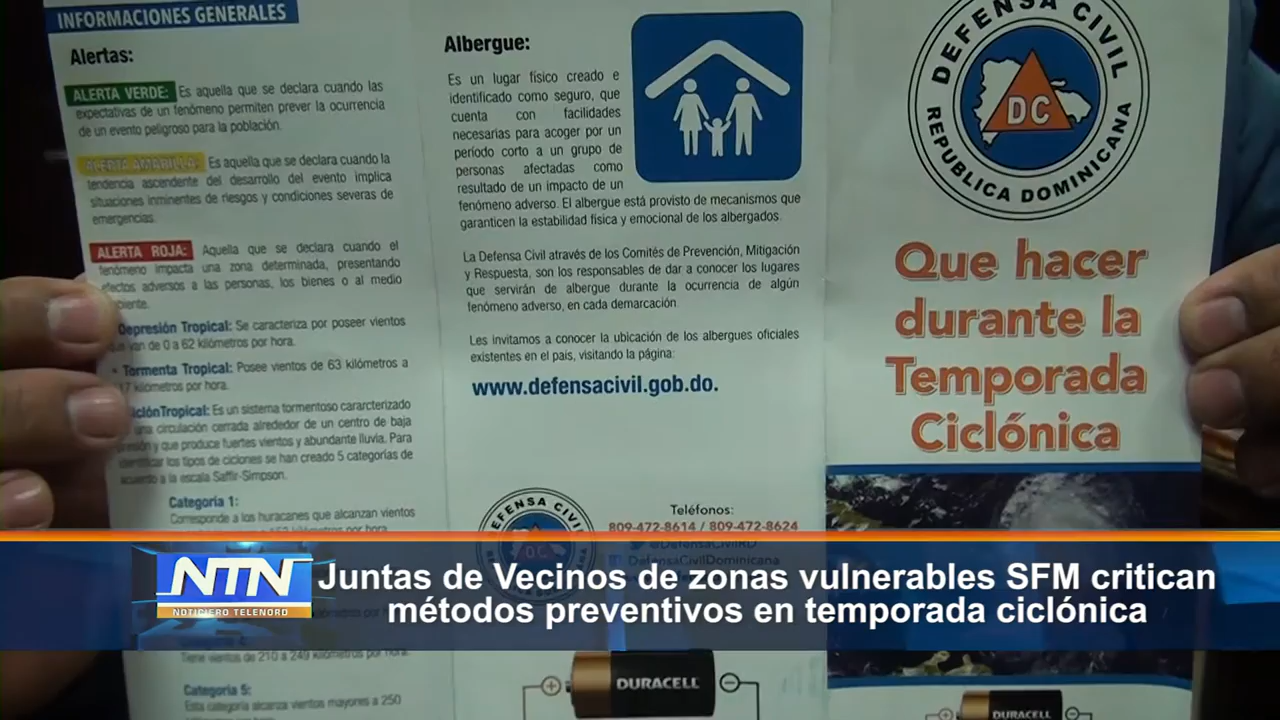 INFORMACIONES GENERALES
Alertas:
ALERTA VERDE: Es aquella que se declara cuando las
expectativas de un fenómeno permiten prever la ocurrencia
de un evento peligroso para la población.
ALERTA AMARILLA: Es aquella que se declara cuando la
tendencia ascendente del desarrollo del evento implica
situaciones inminentes de riesgos y condiciones severas de
emergencias.
ALERTA ROJA: Aquella que se declara cuando el
fenómeno impacta una zona determinada, presentando
efectos adversos a las personas, los bienes o al medio
Depresión Tropical: Se caracteriza por poseer vientos
van de 0 a 62 kilómetros por hora.
• Tormenta Tropical: Posee vientos de 63 kilómetros a
kilómetros por hora.
Tropical: Es un sistema tormentoso cararcterizado
una circulación cerrada alrededor de un centro de baja
y que produce fuertes vientos y abundante lluvia. Para
identificar los tipos de ciclones se han creado 5 categorías de
acuerdo a la escala Saffir-Simpson.
Categoría 1:
Corresponde a los huracanes que alcanzan vientos
Tiene vientos de 210 a 249 kilómetros por hora.
Categoría 5:
Esta categoría alcanza vientos mayores a 250
Albergue:
Es un lugar físico creado e
identificado como seguro, que
cuenta con facilidades
necesarias para acoger por un
período corto a un grupo de
personas afectadas como
resultado de un impacto de un
fenómeno adverso. El albergue está provisto de mecanismos que
garanticen la estabilidad física y emocional de los albergados.
La Defensa Civil através de los Comités de Prevención, Mitigación
y Respuesta, son los responsables de dar a conocer los lugares
que servirán de albergue durante la ocurrencia de algún
fenómeno adverso, en cada demarcación.
Les invitamos a conocer la ubicación de los albergues oficiales
existentes en el pais, visitando la página:
www.defensacivil.gob.do.
DEFENSA CIVIL
DC
Teléfonos:
809-472-8614 / 809-472-8624
@DefensaCivilRD
DefensaCivilDominicana
DURACELL
DEFENSA CIVIL
DC
REPUBLICA DOMINICANA
Que hacer
durante la
Temporada
Ciclónica
DURACELL
NTN
NOTICIERO TELENORD
Juntas de Vecinos de zonas vulnerables SFM critican
métodos preventivos en temporada ciclónica